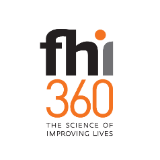 fhi
360
THE SCIENCE OF
IMPROVING LIVES